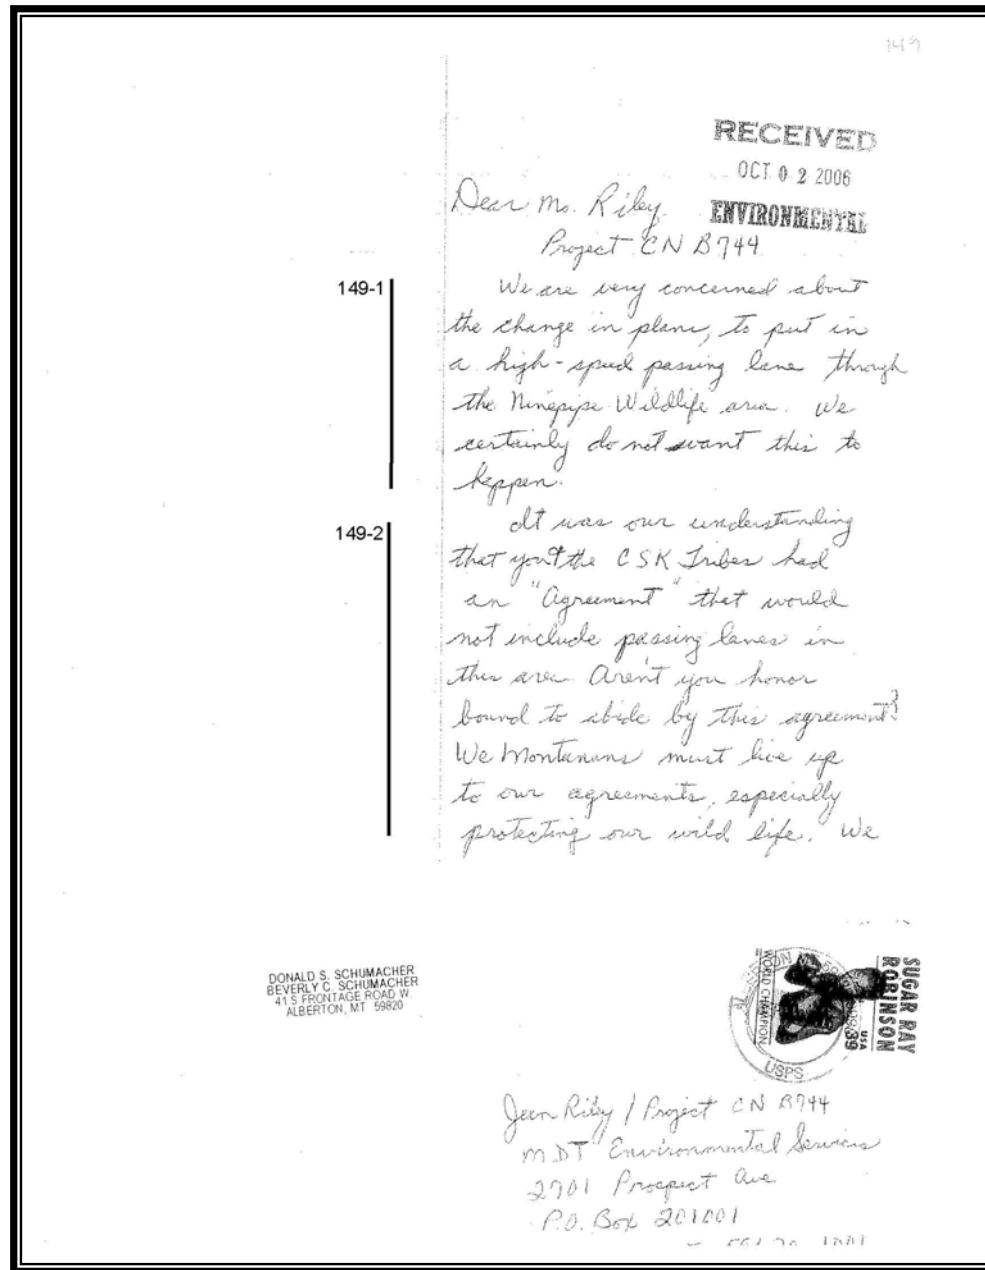 149
RECEIVED
OCT 02 2006
ENVIRONMENTAL
Dear Ms. Riley
Project CN B744
149-1
We are very concerned about
the change in plans, to put in
a high-speed passing lane through
the Ninepipe Wildlife area. We
certainly do not want this to
happen.
149-2
It was our understanding
that you & the CSK Tribes had
an "Agreement" that would
not include passing lanes in
this area Aren't you honor
bound to abide by this agreement?
We Montanans must live up
to our agreements, especially
protecting our wild life. We
DONALD S. SCHUMACHER
BEVERLY C. SCHUMACHER
41 S FRONTAGE ROAD W.
ALBERTON, MT 59820
SUGAR RAY
ROBINSON
USA
39
WORLD CHAMPION
USPS
Jean Riley / Project CN B744
MDT Environmental Services
2701 Prospect Ave
P.O. Box 201001